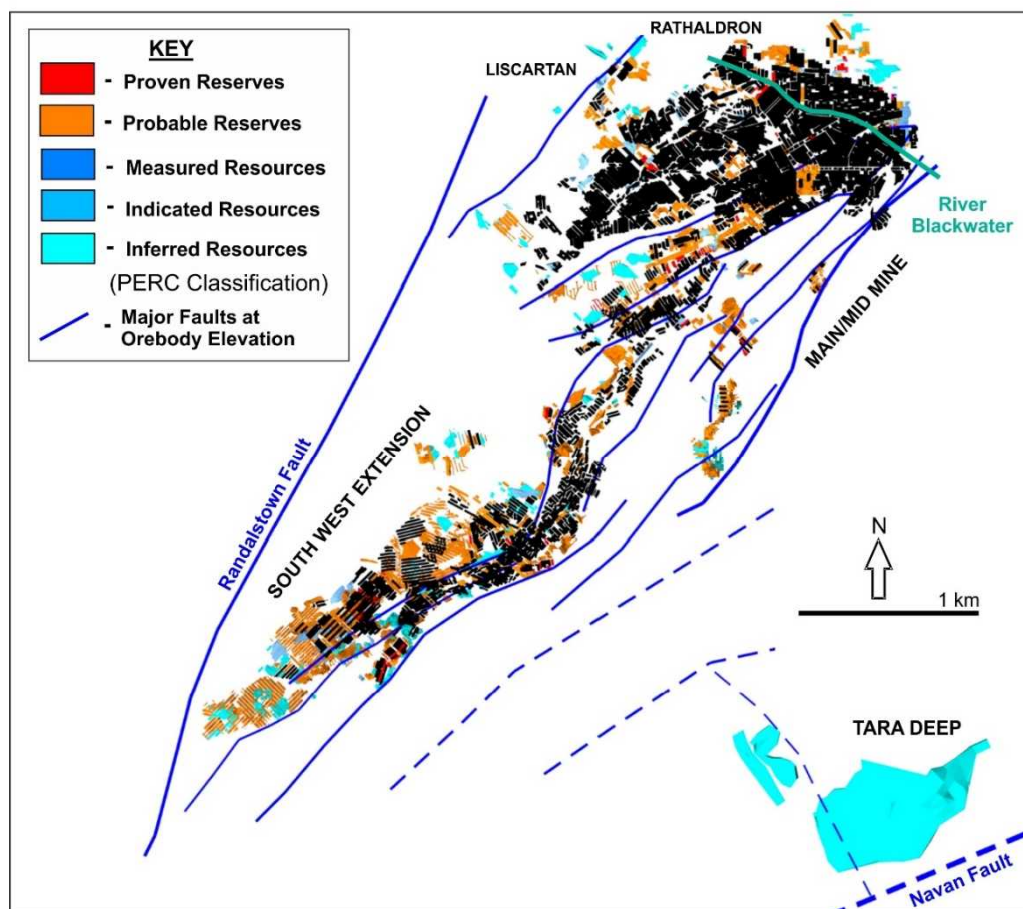 KEY
- Proven Reserves
- Probable Reserves
- Measured Resources
- Indicated Resources
- Inferred Resources
(PERC Classification)
- Major Faults at
Orebody Elevation
RATHALDRON
LISCARTAN
River
Blackwater
MAIN/MID MINE
Randalstown Fault
SOUTH WEST EXTENSION
N
1 km
TARA DEEP
Navan Fault